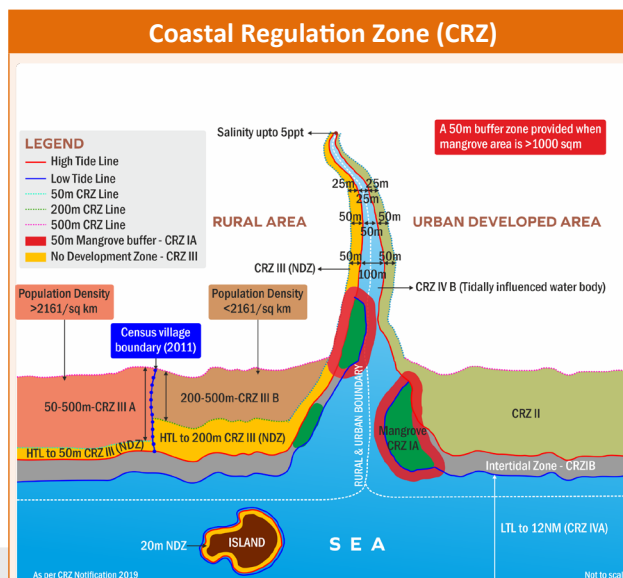 Coastal Regulation Zone (CRZ)
Salinity upto 5ppt
A 50m buffer zone provided when
mangrove area is >1000 sqm
LEGEND
High Tide Line
Low Tide Line
50m CRZ Line
200m CRZ Line
500m CRZ Line
50m Mangrove buffer - CRZ IA
No Development Zone - CRZ III
25m
25m
25m
RURAL AREA
URBAN DEVELOPED AREA
50m
50m
50m
50m
50m
100m
CRZ III (NDZ)
CRZ IV B (Tidally influenced water body)
Population Density
>2161/sq km
Population Density
<2161/sq km
Census village
boundary (2011)
50-500m-CRZ III A
200-500m-CRZ III B
HTL to 50m CRZ III (NDZ)
HTL to 200m CRZ III (NDZ)
RURAL & URBAN BOUNDARY
Mangrove
CRZ IA
CRZ II
Intertidal Zone - CRZIB
20m NDZ
ISLAND
SEA
LTL to 12NM (CRZ IVA)
As per CRZ Notification 2019
Not to scal